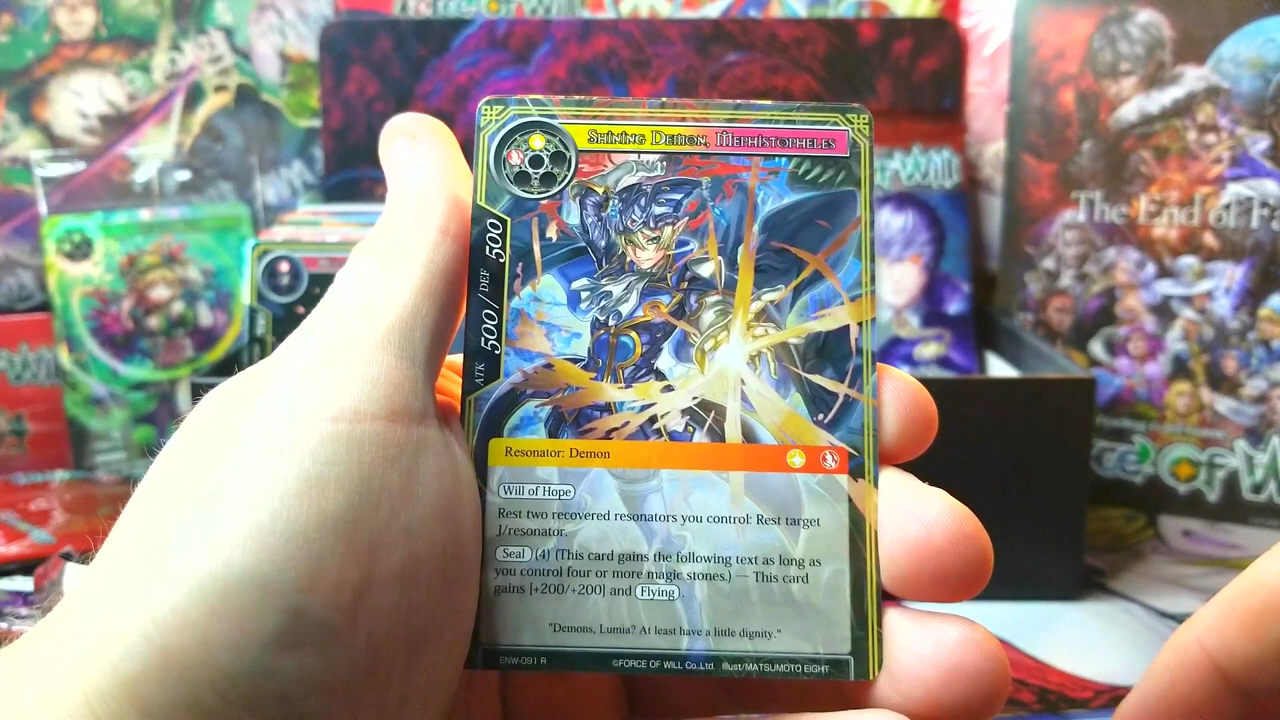 Shining Demon, Mephistopheles
ATK 500 / DEF 500
Resonator: Demon
Will of Hope
Rest two recovered resonators you control: Rest target
J/resonator.
Seal (4) (This card gains the following text as long as
you control four or more magic stones.) — This card
gains [+200/+200] and Flying.
"Demons, Lumia? At least have a little dignity."
ENW-091 R
©FORCE OF WILL Co.,Ltd. Illust/MATSUMOTO EIGHT
The End of